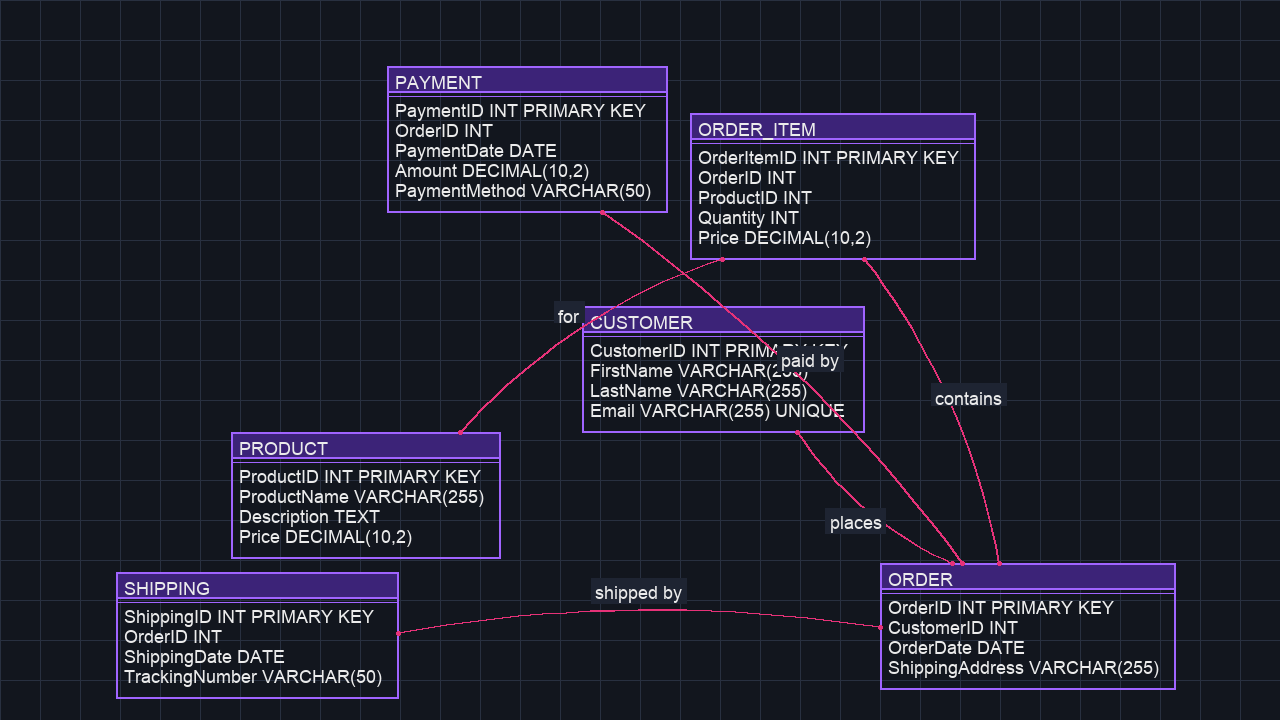 PAYMENT
PaymentID INT PRIMARY KEY
OrderID INT
PaymentDate DATE
Amount DECIMAL(10,2)
PaymentMethod VARCHAR(50)
ORDER_ITEM
OrderItemID INT PRIMARY KEY
OrderID INT
ProductID INT
Quantity INT
Price DECIMAL(10,2)
for
CUSTOMER
CustomerID INT PRIMARY KEY
FirstName VARCHAR(255)
LastName VARCHAR(255)
Email VARCHAR(255) UNIQUE
paid by
contains
PRODUCT
ProductID INT PRIMARY KEY
ProductName VARCHAR(255)
Description TEXT
Price DECIMAL(10,2)
places
SHIPPING
ShippingID INT PRIMARY KEY
OrderID INT
ShippingDate DATE
TrackingNumber VARCHAR(50)
shipped by
ORDER
OrderID INT PRIMARY KEY
CustomerID INT
OrderDate DATE
ShippingAddress VARCHAR(255)